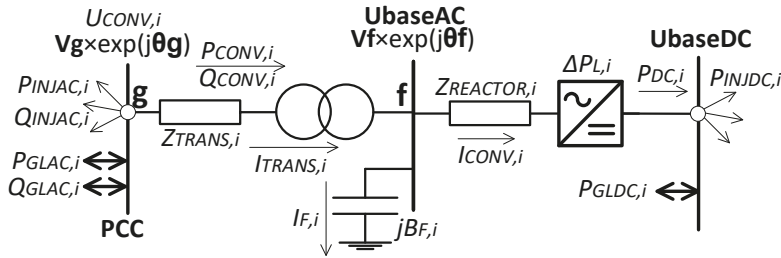 UCONV,i
Vg×exp(jθg)
UbaseAC
Vf×exp(jθf)
UbaseDC
PCONV,i
QCONV,i
PINJAC,i
QINJAC,i
g
f
ZREACTOR,i
ΔPL,i
PDC,i
PINJDC,i
ZTRANS,i
ITRANS,i
ICONV,i
PGLAC,i
QGLAC,i
PGLDC,i
PCC
IF,i
jBF,i